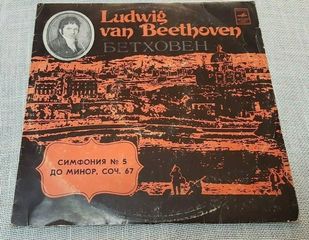 Ludwig
van Beethoven
БЕТХОВЕН
СИМФОНИЯ № 5
ДО МИНОР, СОЧ. 67